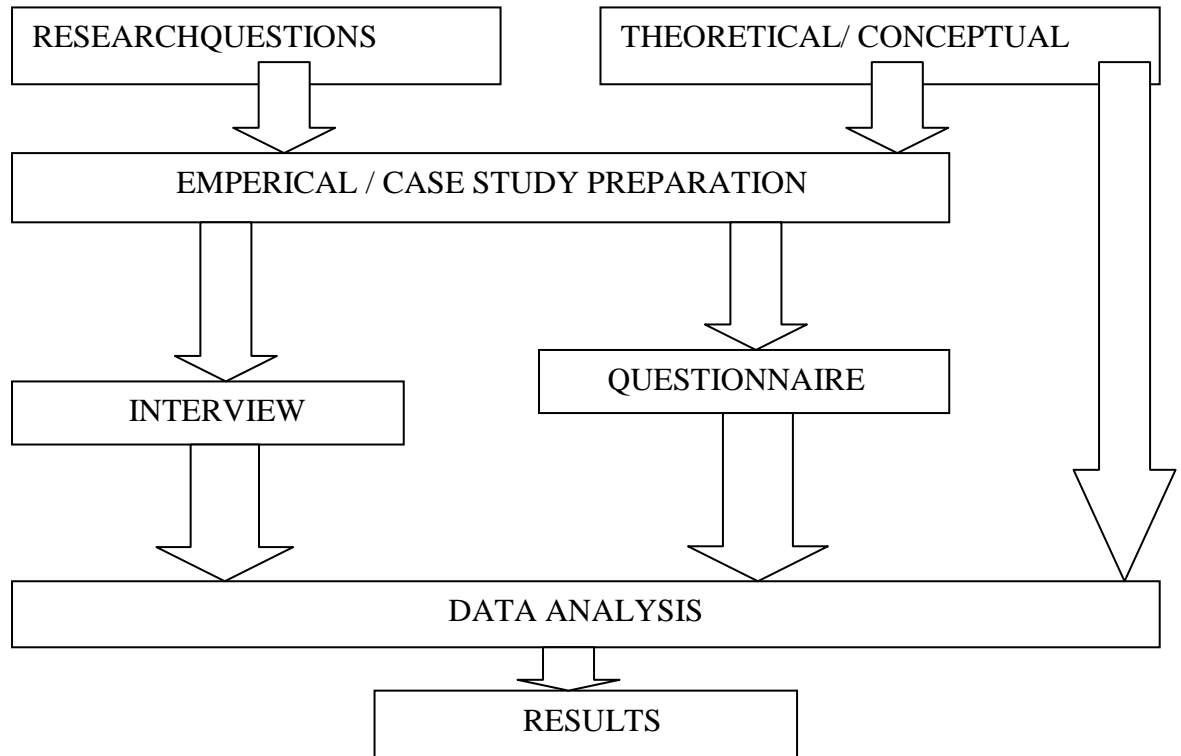 RESEARCHQUESTIONS
THEORETICAL/ CONCEPTUAL
EMPERICAL / CASE STUDY PREPARATION
QUESTIONNAIRE
INTERVIEW
DATA ANALYSIS
RESULTS